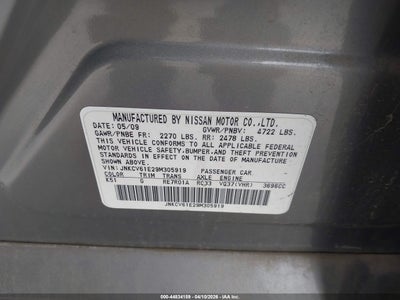 MANUFACTURED BY NISSAN MOTOR CO.,LTD.
DATE: 05/09 GVWR/PNBV: 4722 LBS.
GAWR/PNBE FR: 2270 LBS. RR: 2478 LBS.
THIS VEHICLE CONFORMS TO ALL APPLICABLE FEDERAL
MOTOR VEHICLE SAFETY,BUMPER,AND THEFT PREVENTION
STANDARDS IN EFFECT ON THE DATE OF MANUFACTURE
SHOWN ABOVE.
VIN: JNKCV61E29M305919 PASSENGER CAR
COLOR TRIM TRANS AXLE ENGINE
K51 G RE7R01A RC33 VQ37(VHR) 3696CC
JNKCV61E29M305919
000-44834159 - 04/10/2026 - IAAI.COM